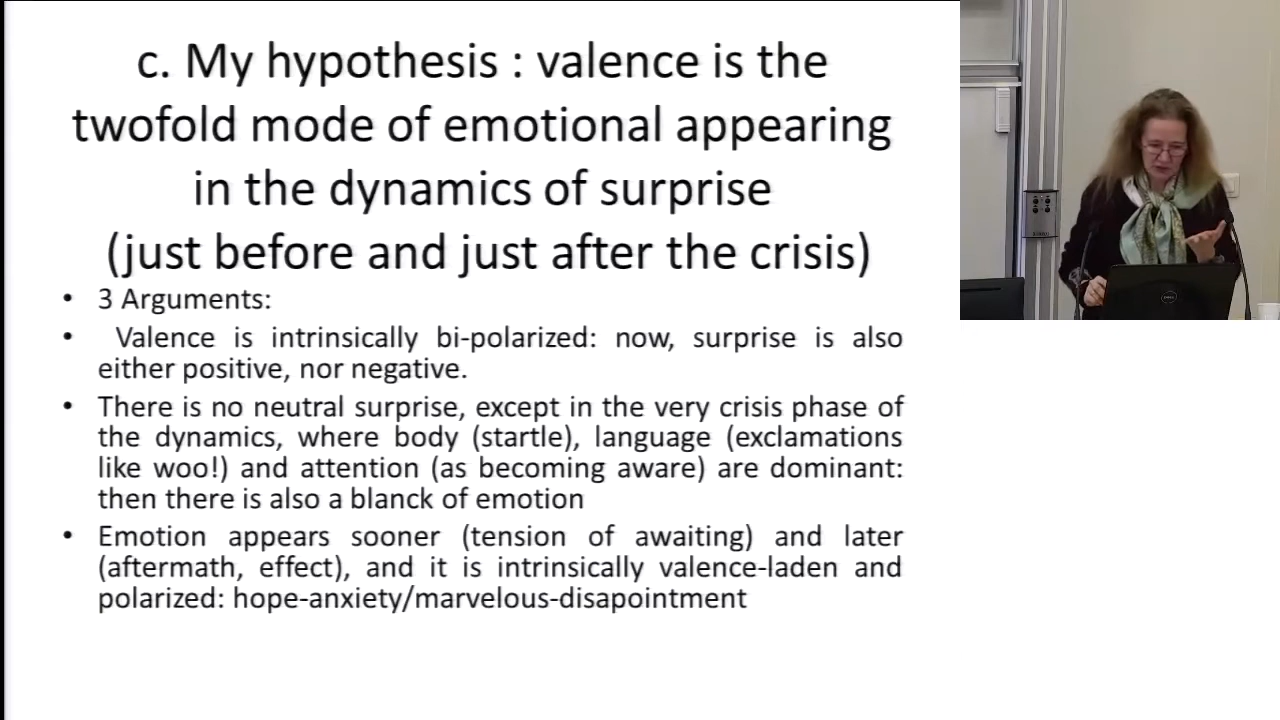 c. My hypothesis : valence is the
twofold mode of emotional appearing
in the dynamics of surprise
(just before and just after the crisis)
• 3 Arguments:
• Valence is intrinsically bi-polarized: now, surprise is also
either positive, nor negative.
• There is no neutral surprise, except in the very crisis phase of
the dynamics, where body (startle), language (exclamations
like woo!) and attention (as becoming aware) are dominant:
then there is also a blanck of emotion
• Emotion appears sooner (tension of awaiting) and later
(aftermath, effect), and it is intrinsically valence-laden and
polarized: hope-anxiety/marvelous-disapointment
DELL